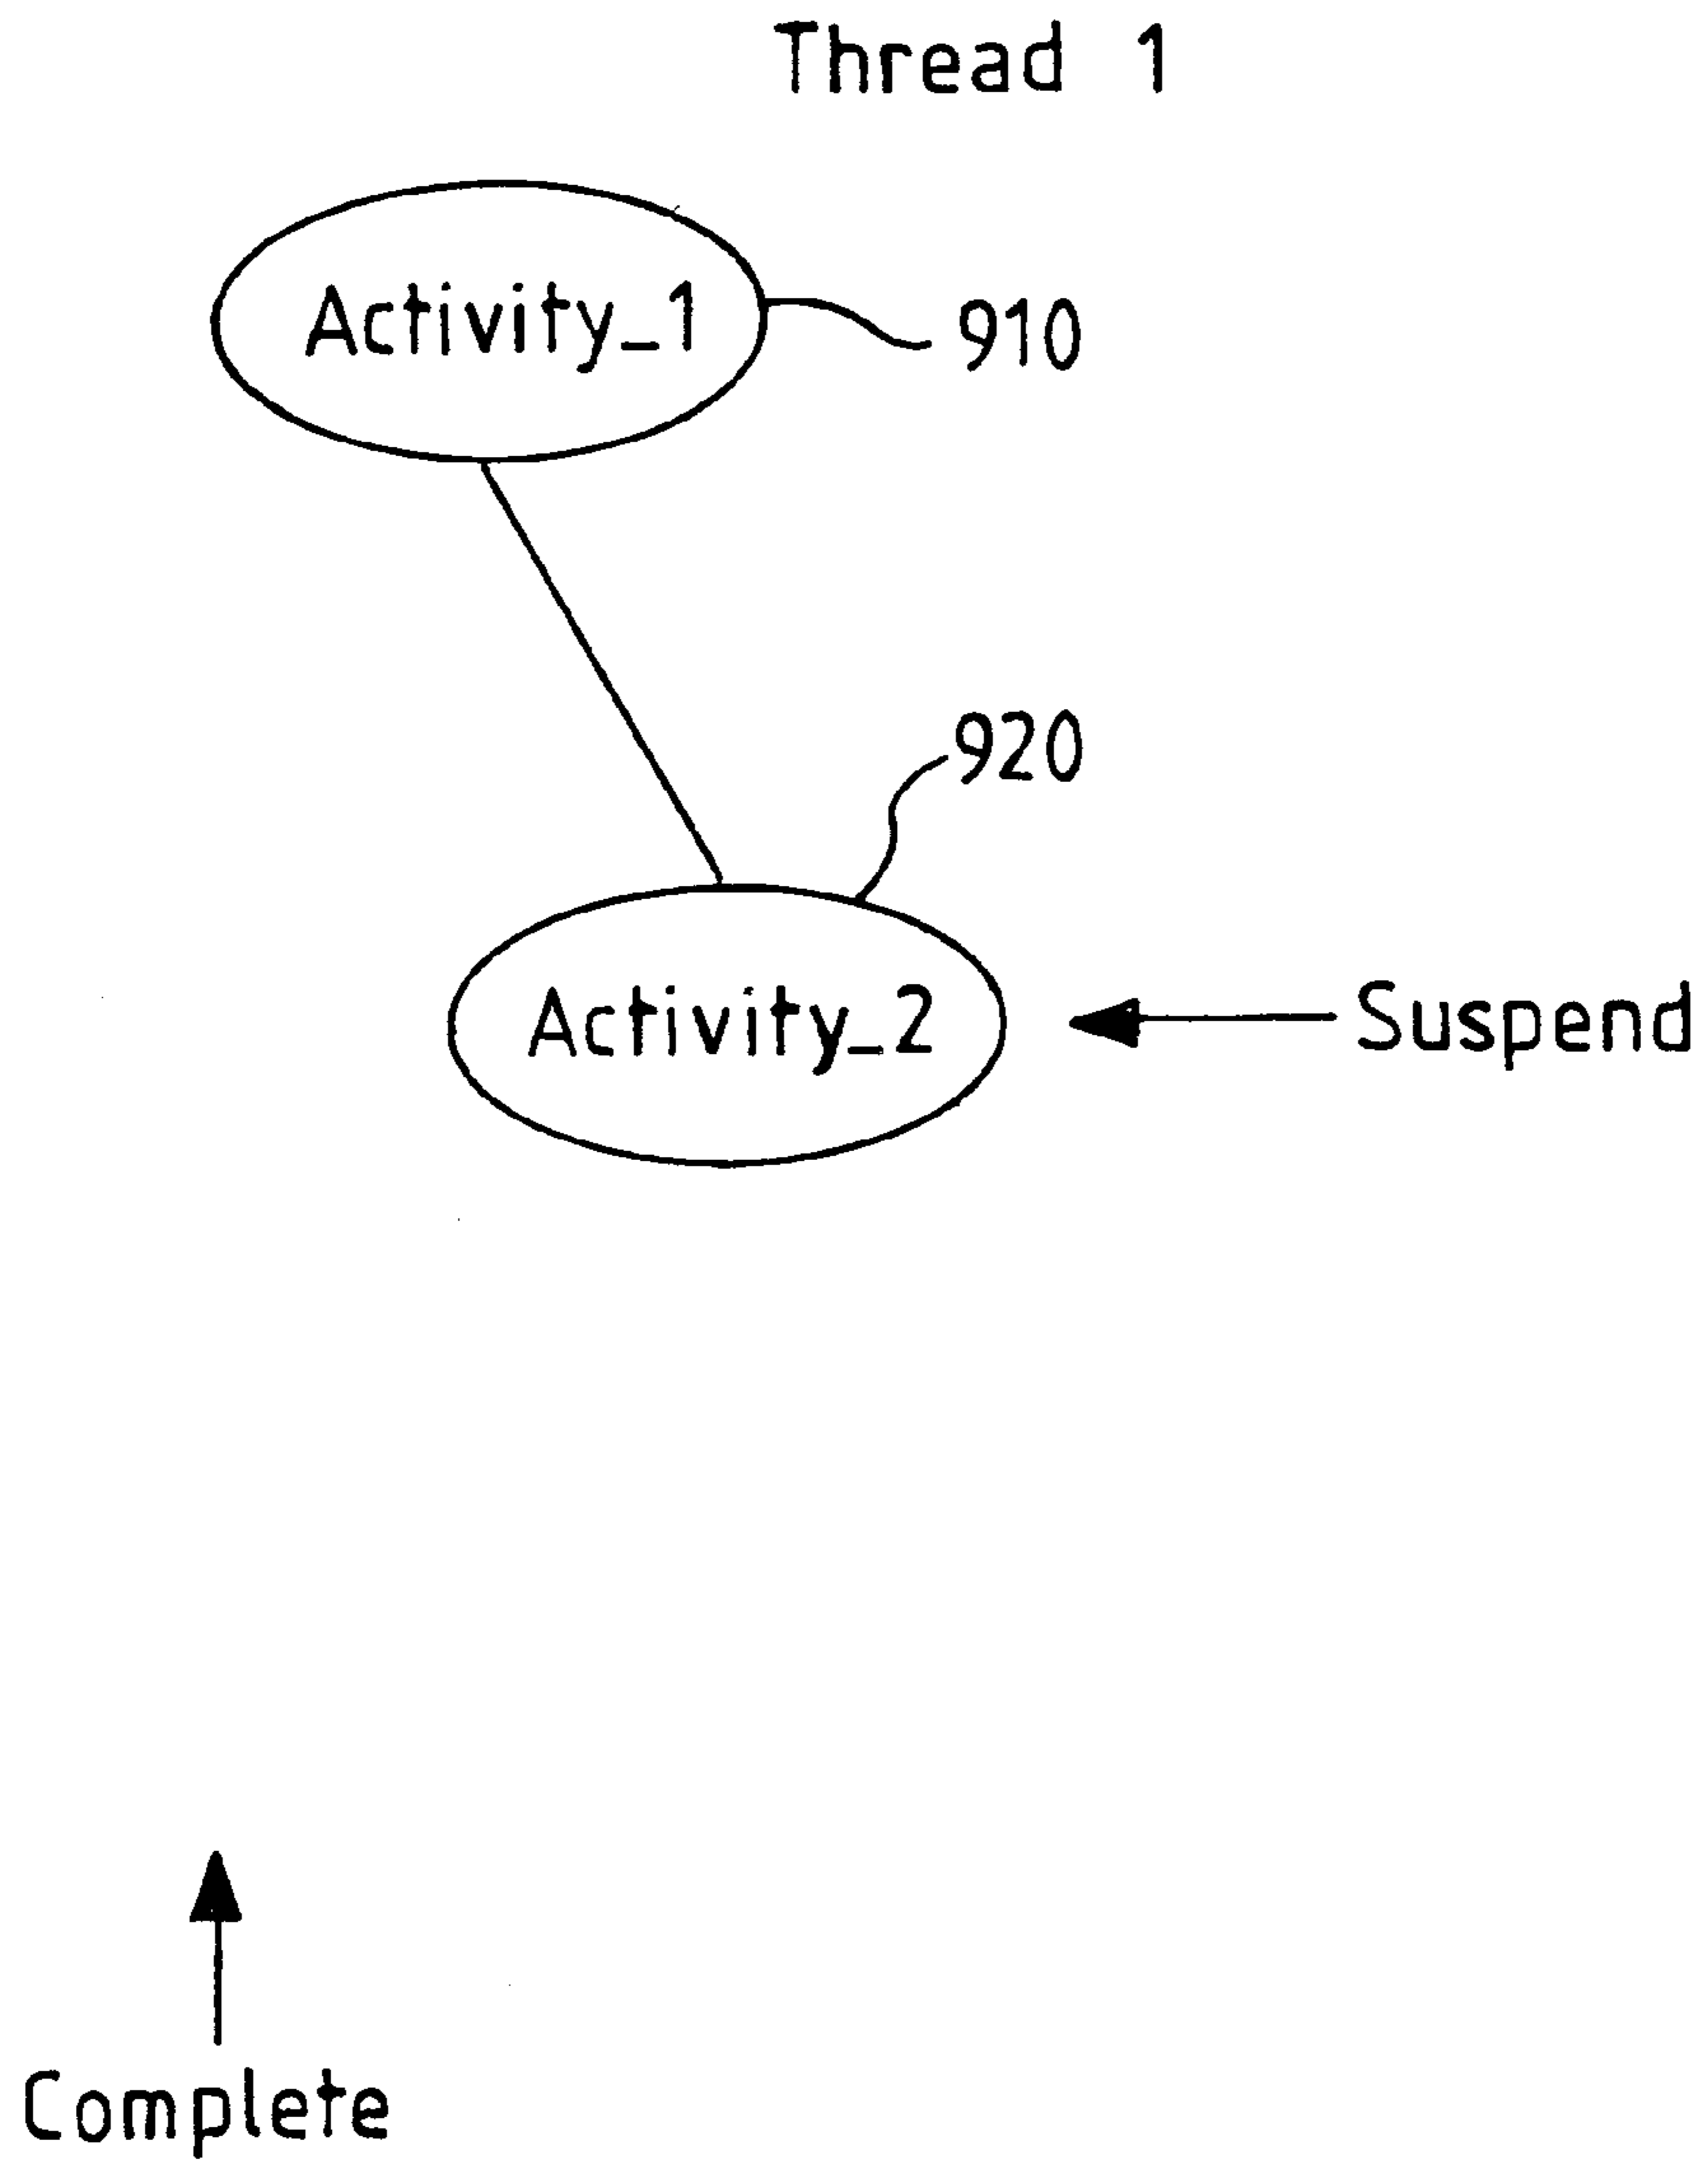 Thread 1
Activity_1
910
920
Activity_2
Suspend
Complete